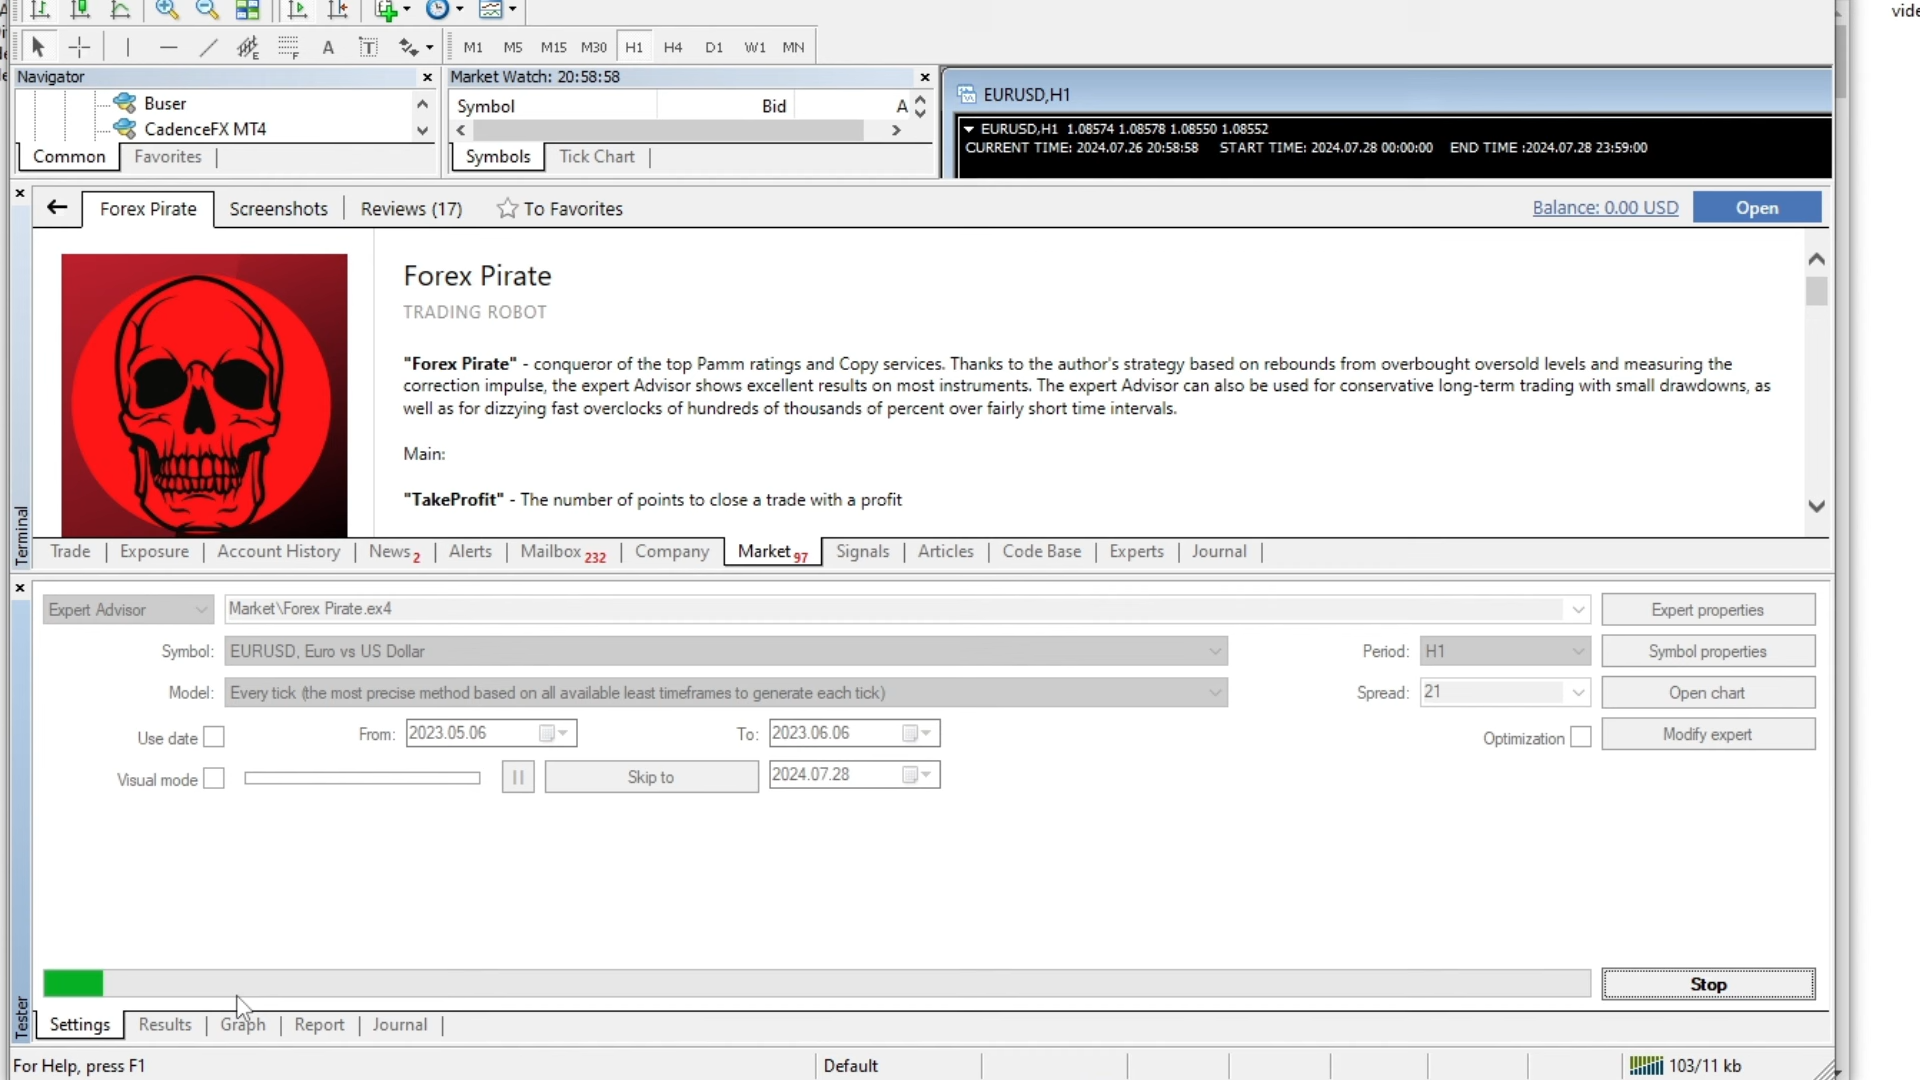 vide
A T M1 M5 M15 M30 H1 H4 D1 W1 MN
Navigator
Buser
CadenceFX MT4
Common Favorites
Market Watch: 20:58:58
Symbol Bid A
Symbols Tick Chart
EURUSD,H1
EURUSD,H1 1.08574 1.08578 1.08550 1.08552
CURRENT TIME: 2024.07.26 20:58:58 START TIME: 2024.07.28 00:00:00 END TIME :2024.07.28 23:59:00
Forex Pirate Screenshots Reviews (17) To Favorites Balance: 0.00 USD Open
Forex Pirate
TRADING ROBOT
"Forex Pirate" - conqueror of the top Pamm ratings and Copy services. Thanks to the author's strategy based on rebounds from overbought oversold levels and measuring the
correction impulse, the expert Advisor shows excellent results on most instruments. The expert Advisor can also be used for conservative long-term trading with small drawdowns, as
well as for dizzying fast overclocks of hundreds of thousands of percent over fairly short time intervals.
Main:
"TakeProfit" - The number of points to close a trade with a profit
Terminal
Trade Exposure Account History News 2 Alerts Mailbox 232 Company Market 97 Signals Articles Code Base Experts Journal
Expert Advisor Market\Forex Pirate.ex4 Expert properties
Symbol: EURUSD, Euro vs US Dollar Period: H1 Symbol properties
Model: Every tick (the most precise method based on all available least timeframes to generate each tick) Spread: 21 Open chart
Use date From: 2023.05.06 To: 2023.06.06 Optimization Modify expert
Visual mode Skip to 2024.07.28
Stop
Tester
Settings Results Graph Report Journal
For Help, press F1 Default 103/11 kb